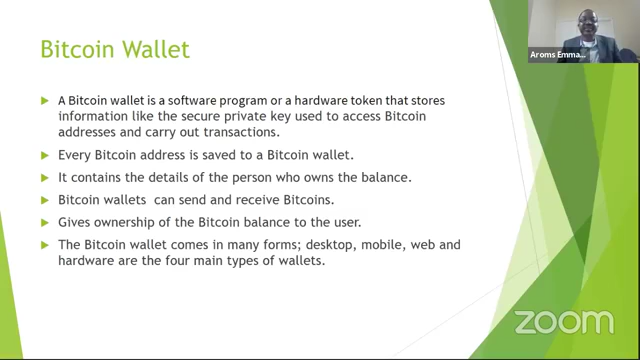 Bitcoin Wallet
Aroms Emma...
A Bitcoin wallet is a software program or a hardware token that stores
information like the secure private key used to access Bitcoin
addresses and carry out transactions.
Every Bitcoin address is saved to a Bitcoin wallet.
It contains the details of the person who owns the balance.
Bitcoin wallets can send and receive Bitcoins.
Gives ownership of the Bitcoin balance to the user.
The Bitcoin wallet comes in many forms; desktop, mobile, web and
hardware are the four main types of wallets.
zoom